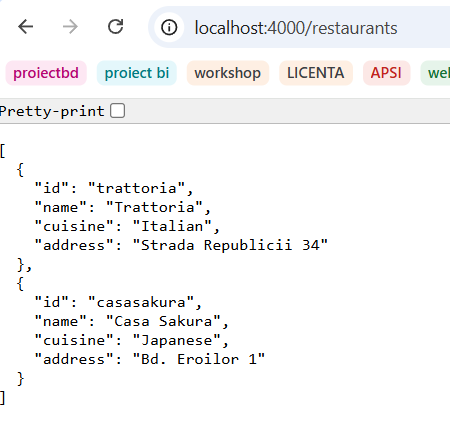 localhost:4000/restaurants
proiectbd proiect bi workshop LICENTA APSI
Pretty-print
[
  {
    "id": "trattoria",
    "name": "Trattoria",
    "cuisine": "Italian",
    "address": "Strada Republicii 34"
  },
  {
    "id": "casasakura",
    "name": "Casa Sakura",
    "cuisine": "Japanese",
    "address": "Bd. Eroilor 1"
  }
]